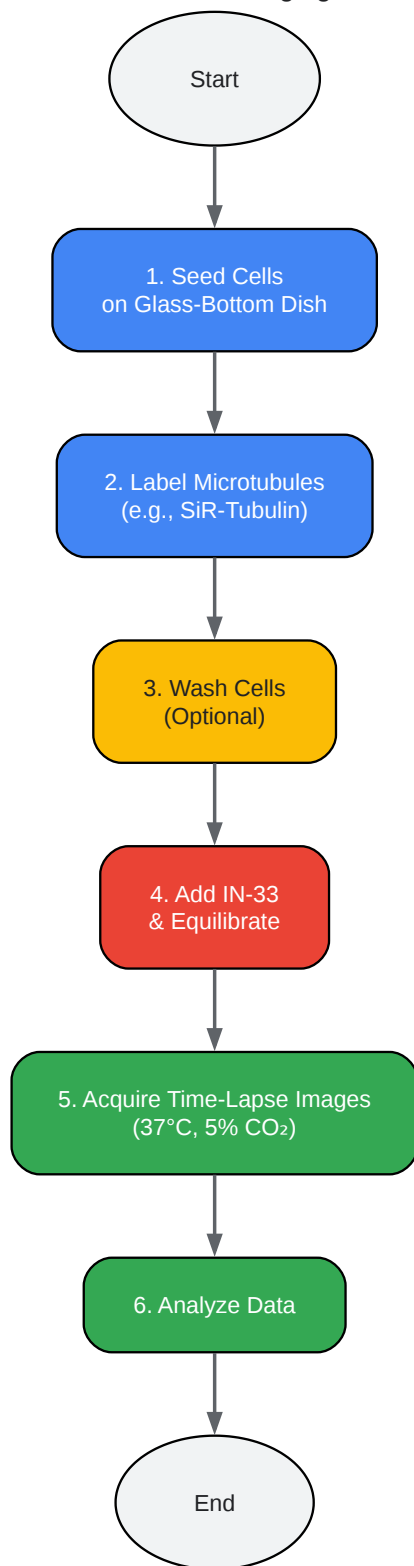 Start
1. Seed Cells
on Glass-Bottom Dish
2. Label Microtubules
(e.g., SiR-Tubulin)
3. Wash Cells
(Optional)
4. Add IN-33
& Equilibrate
5. Acquire Time-Lapse Images
(37°C, 5% CO₂)
6. Analyze Data
End